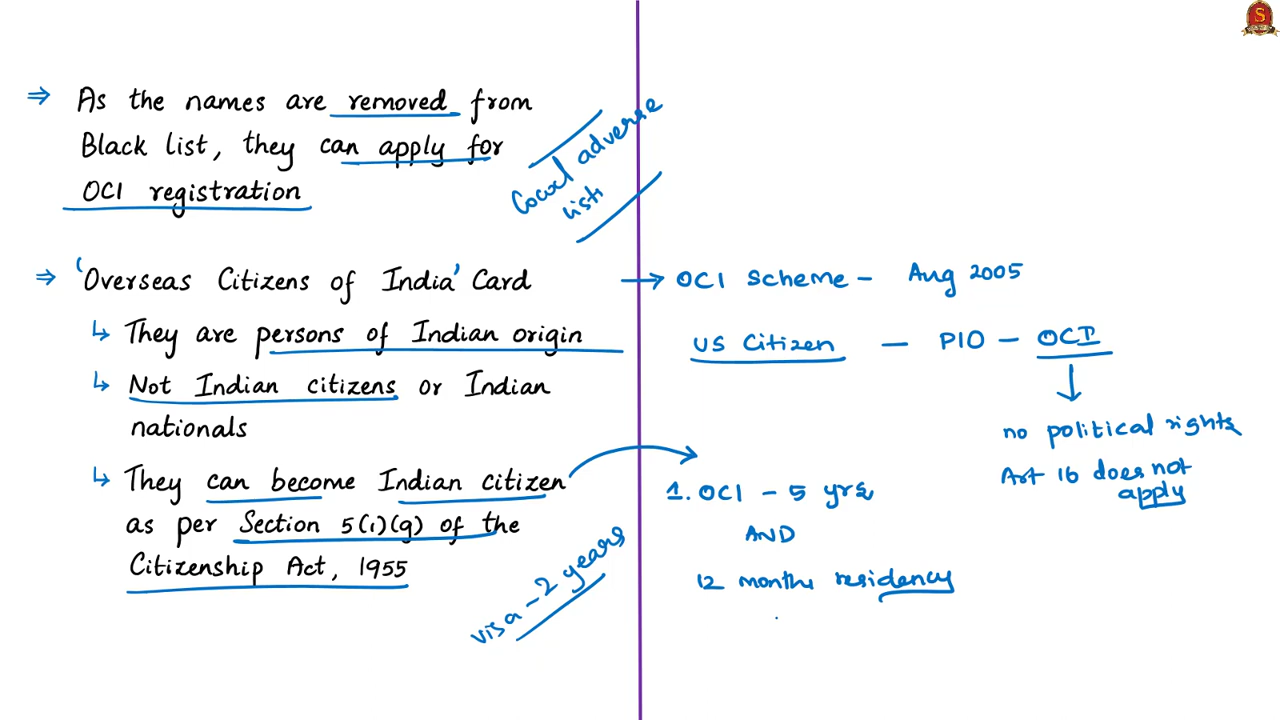 ⇒ As the names are removed from
Black list, they can apply for
OCI registration
Local adverse
lists
⇒ 'Overseas Citizens of India' Card
↳ They are persons of Indian origin
↳ Not Indian citizens or Indian
nationals
↳ They can become Indian citizen
as per Section 5(1)(g) of the
Citizenship Act, 1955
visa - 2 years
→ OCI Scheme - Aug 2005
US Citizen — PIO — OCI
no political rights
Art 16 does not
apply
1. OCI - 5 yrs
AND
12 months residency